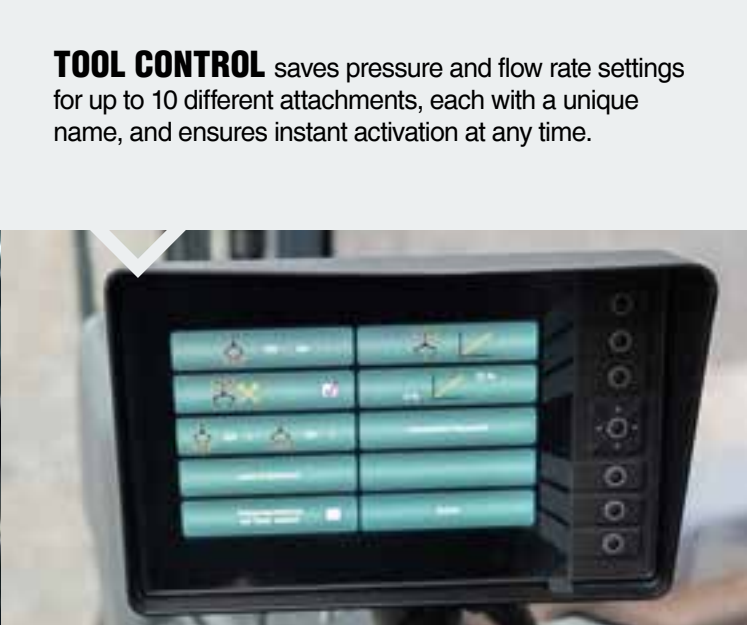 TOOL CONTROL saves pressure and flow rate settings
for up to 10 different attachments, each with a unique
name, and ensures instant activation at any time.